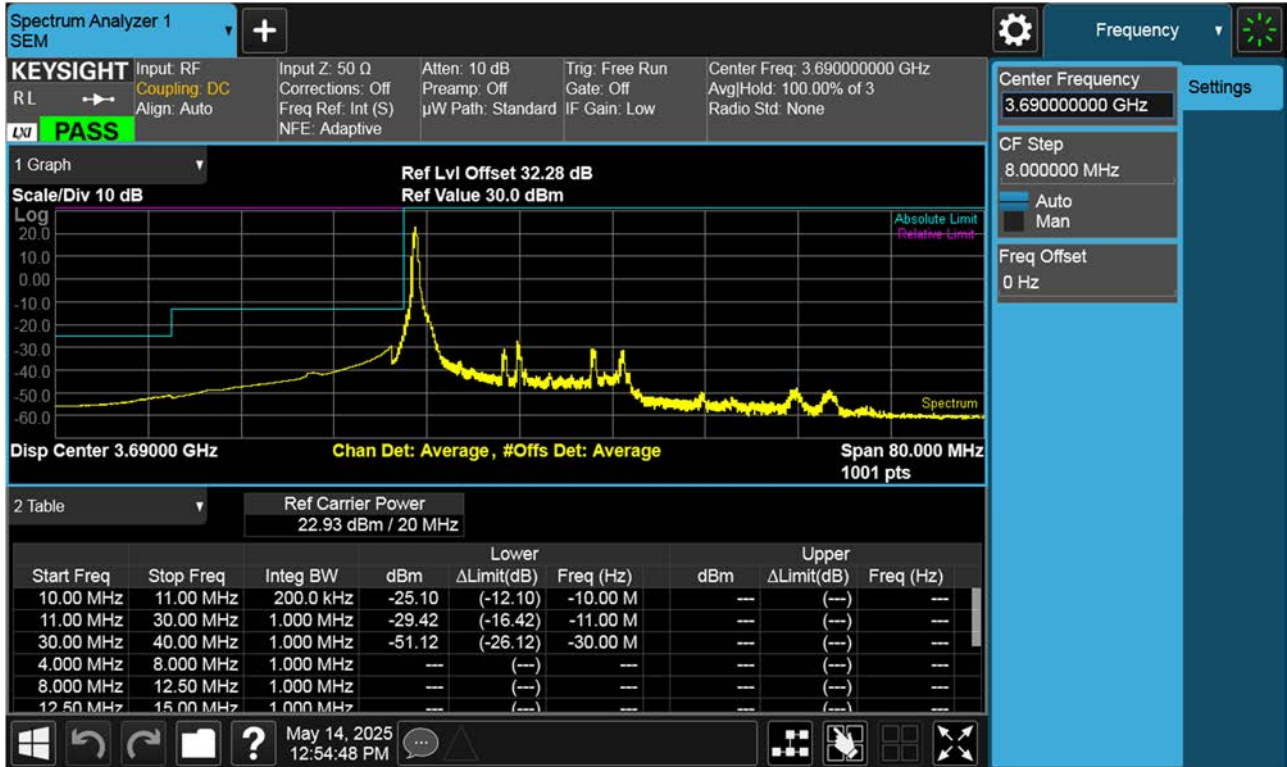 Spectrum Analyzer 1
SEM
Frequency
KEYSIGHT
RL
LXI PASS
Input: RF
Coupling: DC
Align: Auto
Input Z: 50 Ω
Corrections: Off
Freq Ref: Int (S)
NFE: Adaptive
Atten: 10 dB
Preamp: Off
µW Path: Standard
Trig: Free Run
Gate: Off
IF Gain: Low
Center Freq: 3.690000000 GHz
Avg|Hold: 100.00% of 3
Radio Std: None
Center Frequency
3.690000000 GHz
Settings
CF Step
8.000000 MHz
Auto
Man
Freq Offset
0 Hz
1 Graph
Scale/Div 10 dB
Ref Lvl Offset 32.28 dB
Ref Value 30.0 dBm
Log
20.0
10.0
0.00
-10.0
-20.0
-30.0
-40.0
-50.0
-60.0
Absolute Limit
Relative Limit
Spectrum
Disp Center 3.69000 GHz
Chan Det: Average, #Offs Det: Average
Span 80.000 MHz
1001 pts
2 Table
Ref Carrier Power
22.93 dBm / 20 MHz
Lower Upper
Start Freq Stop Freq Integ BW dBm ΔLimit(dB) Freq (Hz) dBm ΔLimit(dB) Freq (Hz)
10.00 MHz 11.00 MHz 200.0 kHz -25.10 (-12.10) -10.00 M --- (---) ---
11.00 MHz 30.00 MHz 1.000 MHz -29.42 (-16.42) -11.00 M --- (---) ---
30.00 MHz 40.00 MHz 1.000 MHz -51.12 (-26.12) -30.00 M --- (---) ---
4.000 MHz 8.000 MHz 1.000 MHz --- (---) --- --- (---) ---
8.000 MHz 12.50 MHz 1.000 MHz --- (---) --- --- (---) ---
12.50 MHz 15.00 MHz 1.000 MHz --- (---) --- --- (---) ---
?
May 14, 2025
12:54:48 PM